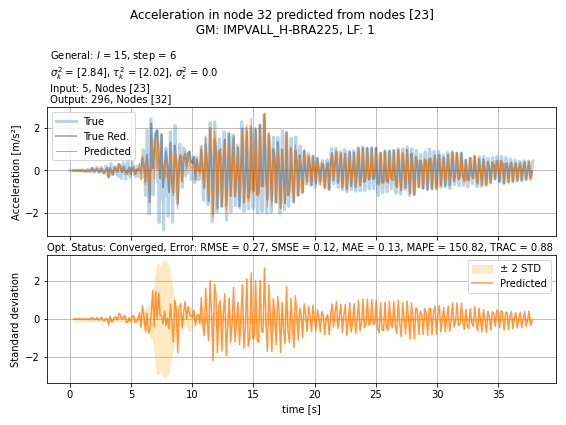 Acceleration in node 32 predicted from nodes [23]
GM: IMPVALL_H-BRA225, LF: 1
General: l = 15, step = 6
σ²ₖ = [2.84], τ²ₖ = [2.02], σ²ε = 0.0
Input: 5, Nodes [23]
Output: 296, Nodes [32]
True
True Red.
Predicted
Acceleration [m/s²]
2
0
−2
Opt. Status: Converged, Error: RMSE = 0.27, SMSE = 0.12, MAE = 0.13, MAPE = 150.82, TRAC = 0.88
± 2 STD
Predicted
Standard deviation
2
0
−2
0 5 10 15 20 25 30 35
time [s]